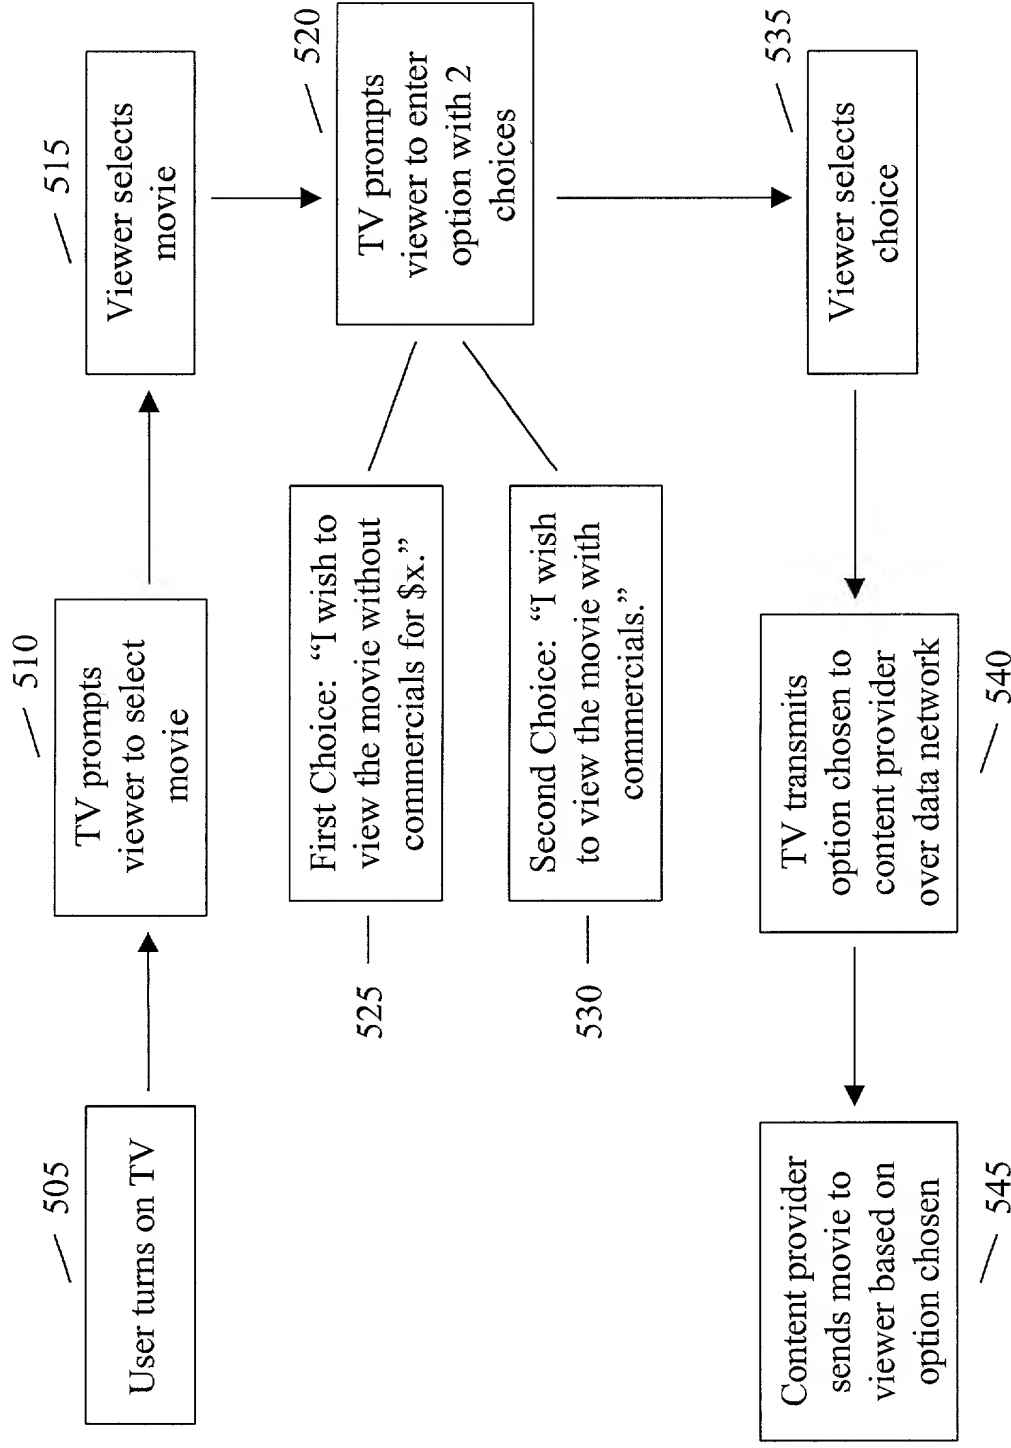 505
User turns on TV
510
TV prompts
viewer to select
movie
515
Viewer selects
movie
520
TV prompts
viewer to enter
option with 2
choices
525
First Choice: “I wish to
view the movie without
commercials for $x.”
530
Second Choice: “I wish
to view the movie with
commercials.”
535
Viewer selects
choice
TV transmits
option chosen to
content provider
over data network
540
Content provider
sends movie to
viewer based on
option chosen
545